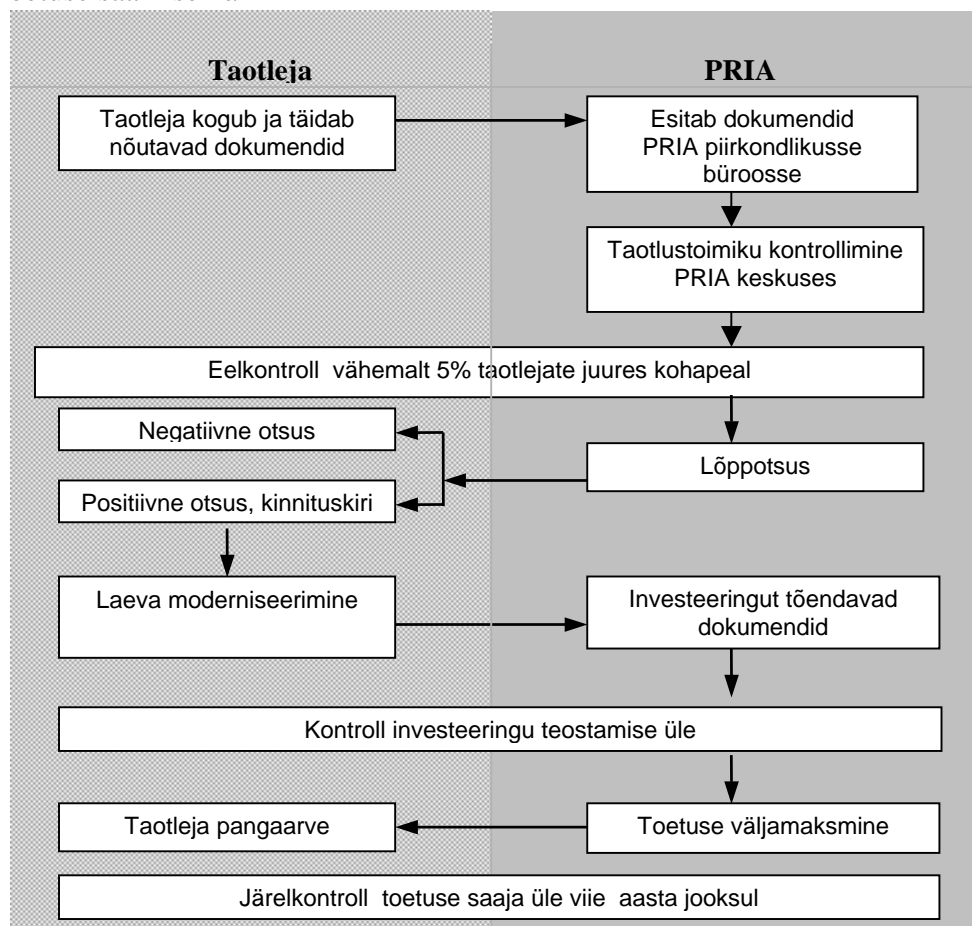 Taotleja
PRIA
Taotleja kogub ja täidab
nõutavad dokumendid
Esitab dokumendid
PRIA piirkondlikusse
büroosse
Taotlustoimiku kontrollimine
PRIA keskuses
Eelkontroll vähemalt 5% taotlejate juures kohapeal
Negatiivne otsus
Lõppotsus
Positiivne otsus, kinnituskiri
Laeva moderniseerimine
Investeeringut tõendavad
dokumendid
Kontroll investeeringu teostamise üle
Taotleja pangaarve
Toetuse väljamaksmine
Järelkontroll toetuse saaja üle viie aasta jooksul